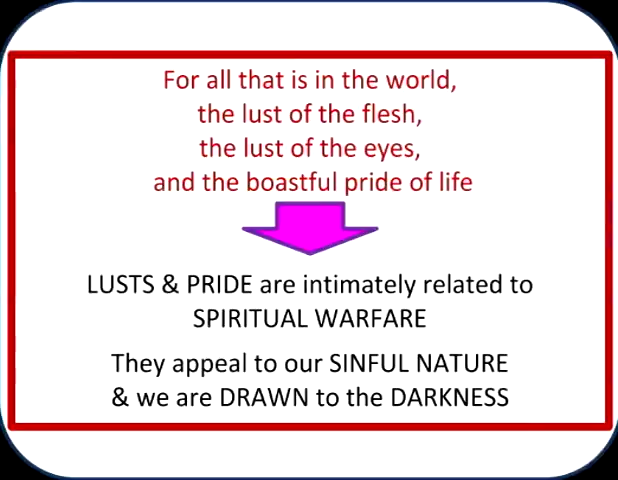 For all that is in the world,
the lust of the flesh,
the lust of the eyes,
and the boastful pride of life
LUSTS & PRIDE are intimately related to
SPIRITUAL WARFARE
They appeal to our SINFUL NATURE
& we are DRAWN to the DARKNESS